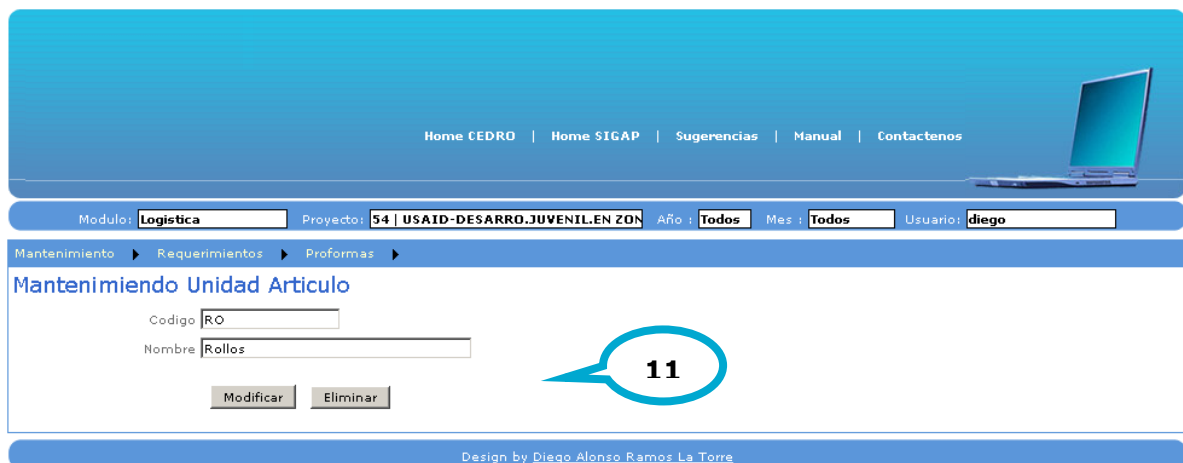 Home CEDRO | Home SIGAP | Sugerencias | Manual | Contactenos
Modulo: Logistica Proyecto: 54 | USAID-DESARRO.JUVENIL.EN ZON Año : Todos Mes : Todos Usuario: diego
Mantenimiento Requerimientos Proformas
Mantenimiendo Unidad Articulo
Codigo RO
Nombre Rollos
11
Modificar Eliminar
Design by Diego Alonso Ramos La Torre